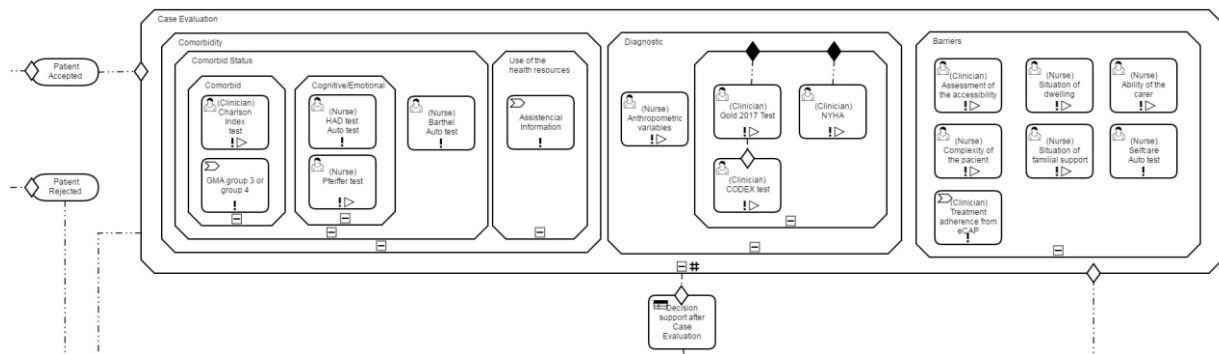 Case Evaluation
Patient
Accepted
Patient
Rejected
Comorbidity
Comorbid Status
Comorbid
(Clinician)
Charlson
Index
test
GMA group 3 or
group 4
Cognitive/Emotional
(Nurse)
HAD test
Auto test
(Nurse)
Pfeiffer test
(Nurse)
Barthel
Auto test
Use of the
health resources
Assistencial
Information
Diagnostic
(Nurse)
Anthropometric
variables
(Clinician)
Gold 2017 Test
(Clinician)
CODEX test
(Clinician)
NYHA
Barriers
(Clinician)
Assessment of
the accessibility
(Nurse)
Situation of
dwelling
(Nurse)
Ability of the
carer
(Nurse)
Complexity of
the pacient
(Nurse)
Situation of
familial support
(Nurse)
Selfcare
Auto test
(Clinician)
Treatment
adherence from
eCAP
Decision
support after
Case
Evaluation